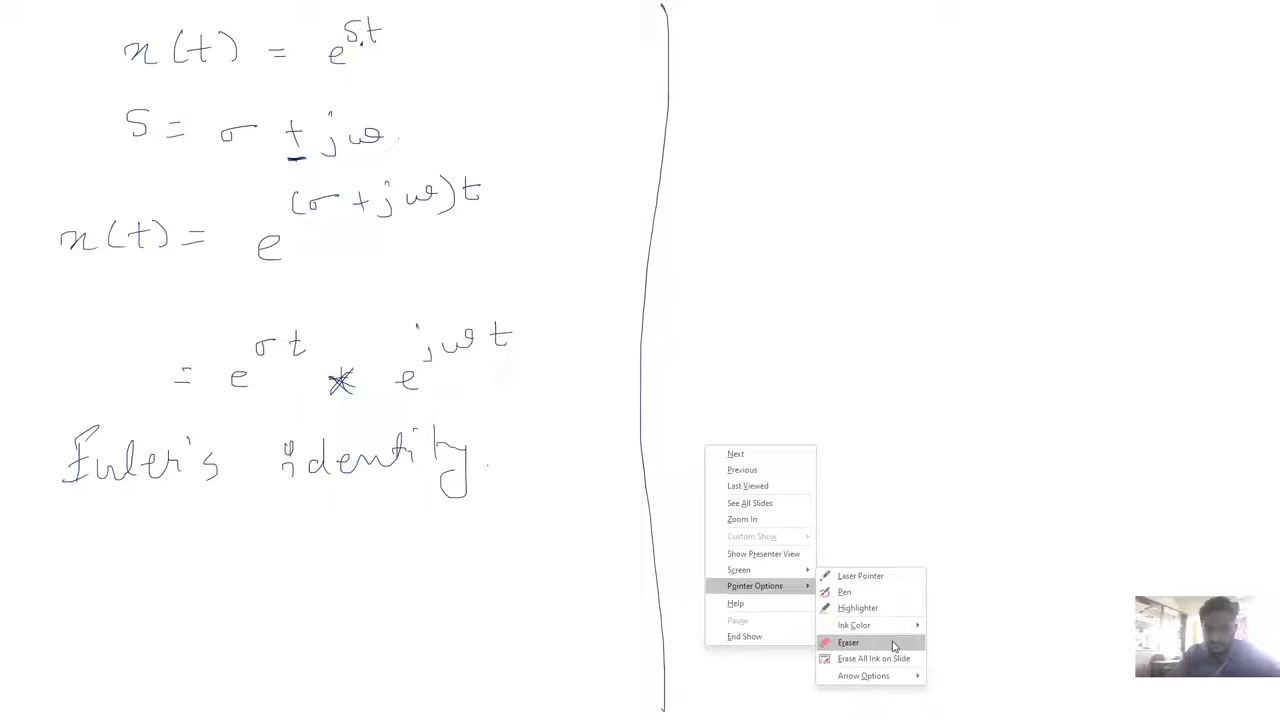 x(t) = e^{s.t}
s = σ + jω
x(t) = e^{(σ + jω)t}
= e^{σt} * e^{jωt}
Euler's identity.
Next
Previous
Last Viewed
See All Slides
Zoom In
Custom Show
Show Presenter View
Screen
Pointer Options
Help
Pause
End Show
Laser Pointer
Pen
Highlighter
Ink Color
Eraser
Erase All Ink on Slide
Arrow Options